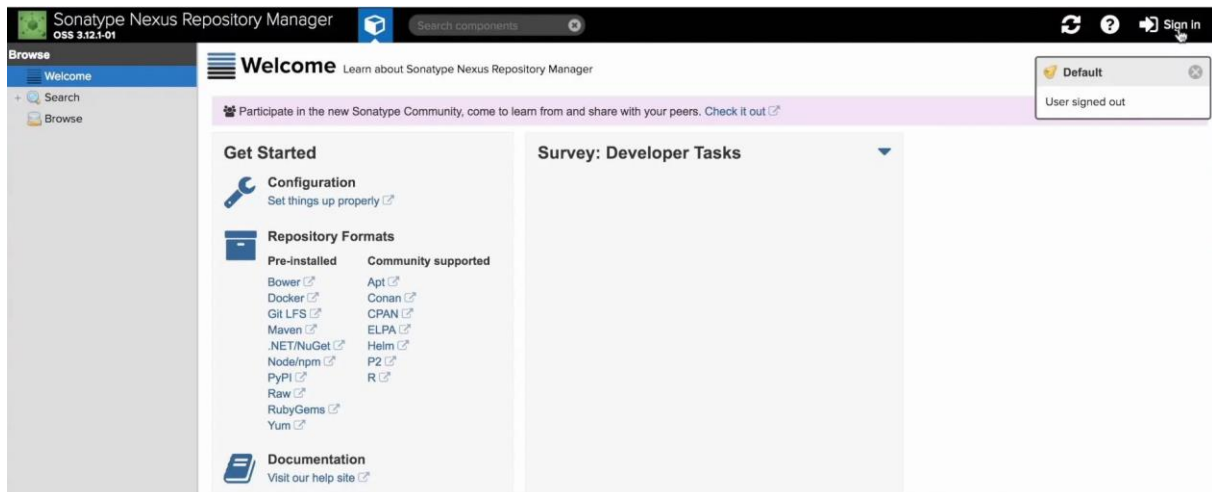 Sonatype Nexus Repository Manager
OSS 3.12.1-01
Search components
Sign in
Browse
Welcome
Search
Browse
Welcome Learn about Sonatype Nexus Repository Manager
Default
User signed out
Participate in the new Sonatype Community, come to learn from and share with your peers. Check it out
Get Started
Configuration
Set things up properly
Repository Formats
Pre-installed
Bower
Docker
Git LFS
Maven
.NET/NuGet
Node/npm
PyPI
Raw
RubyGems
Yum
Community supported
Apt
Conan
CPAN
ELPA
Helm
P2
R
Documentation
Visit our help site
Survey: Developer Tasks